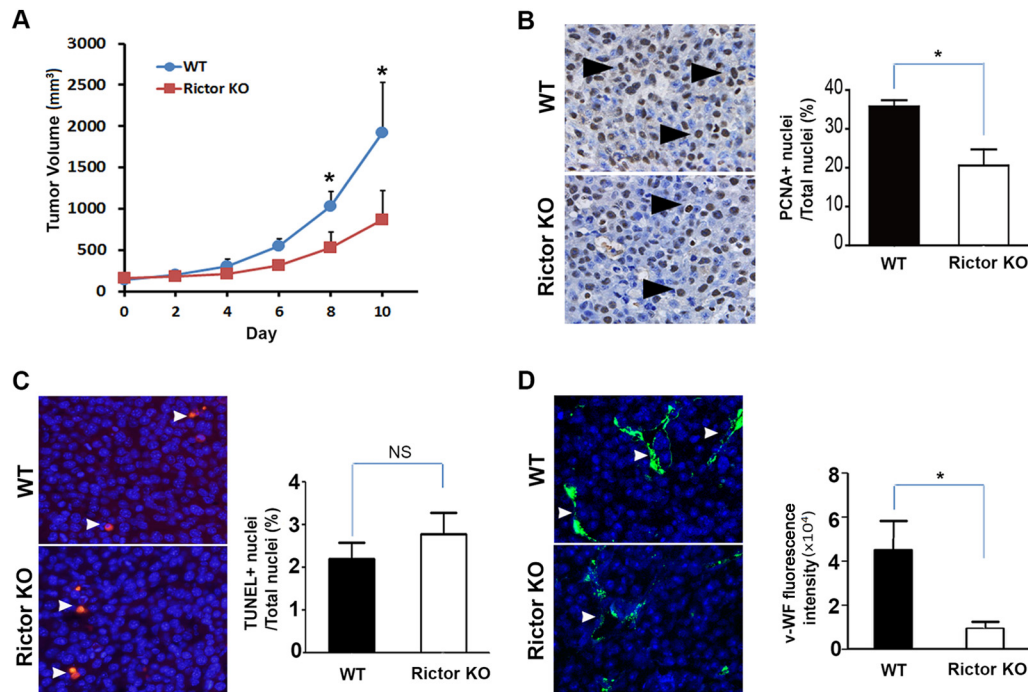 A
3000
2500
2000
1500
1000
500
0
Tumor Volume (mm³)
WT
Rictor KO
*
*
0 2 4 6 8 10
Day
B
WT
Rictor KO
PCNA+ nuclei
/Total nuclei (%)
40
30
20
10
0
*
WT Rictor KO
C
WT
Rictor KO
TUNEL+ nuclei
/Total nuclei (%)
4
3
2
1
0
NS
WT Rictor KO
D
WT
Rictor KO
v-WF fluorescence
intensity (×10⁴)
8
6
4
2
0
*
WT Rictor KO